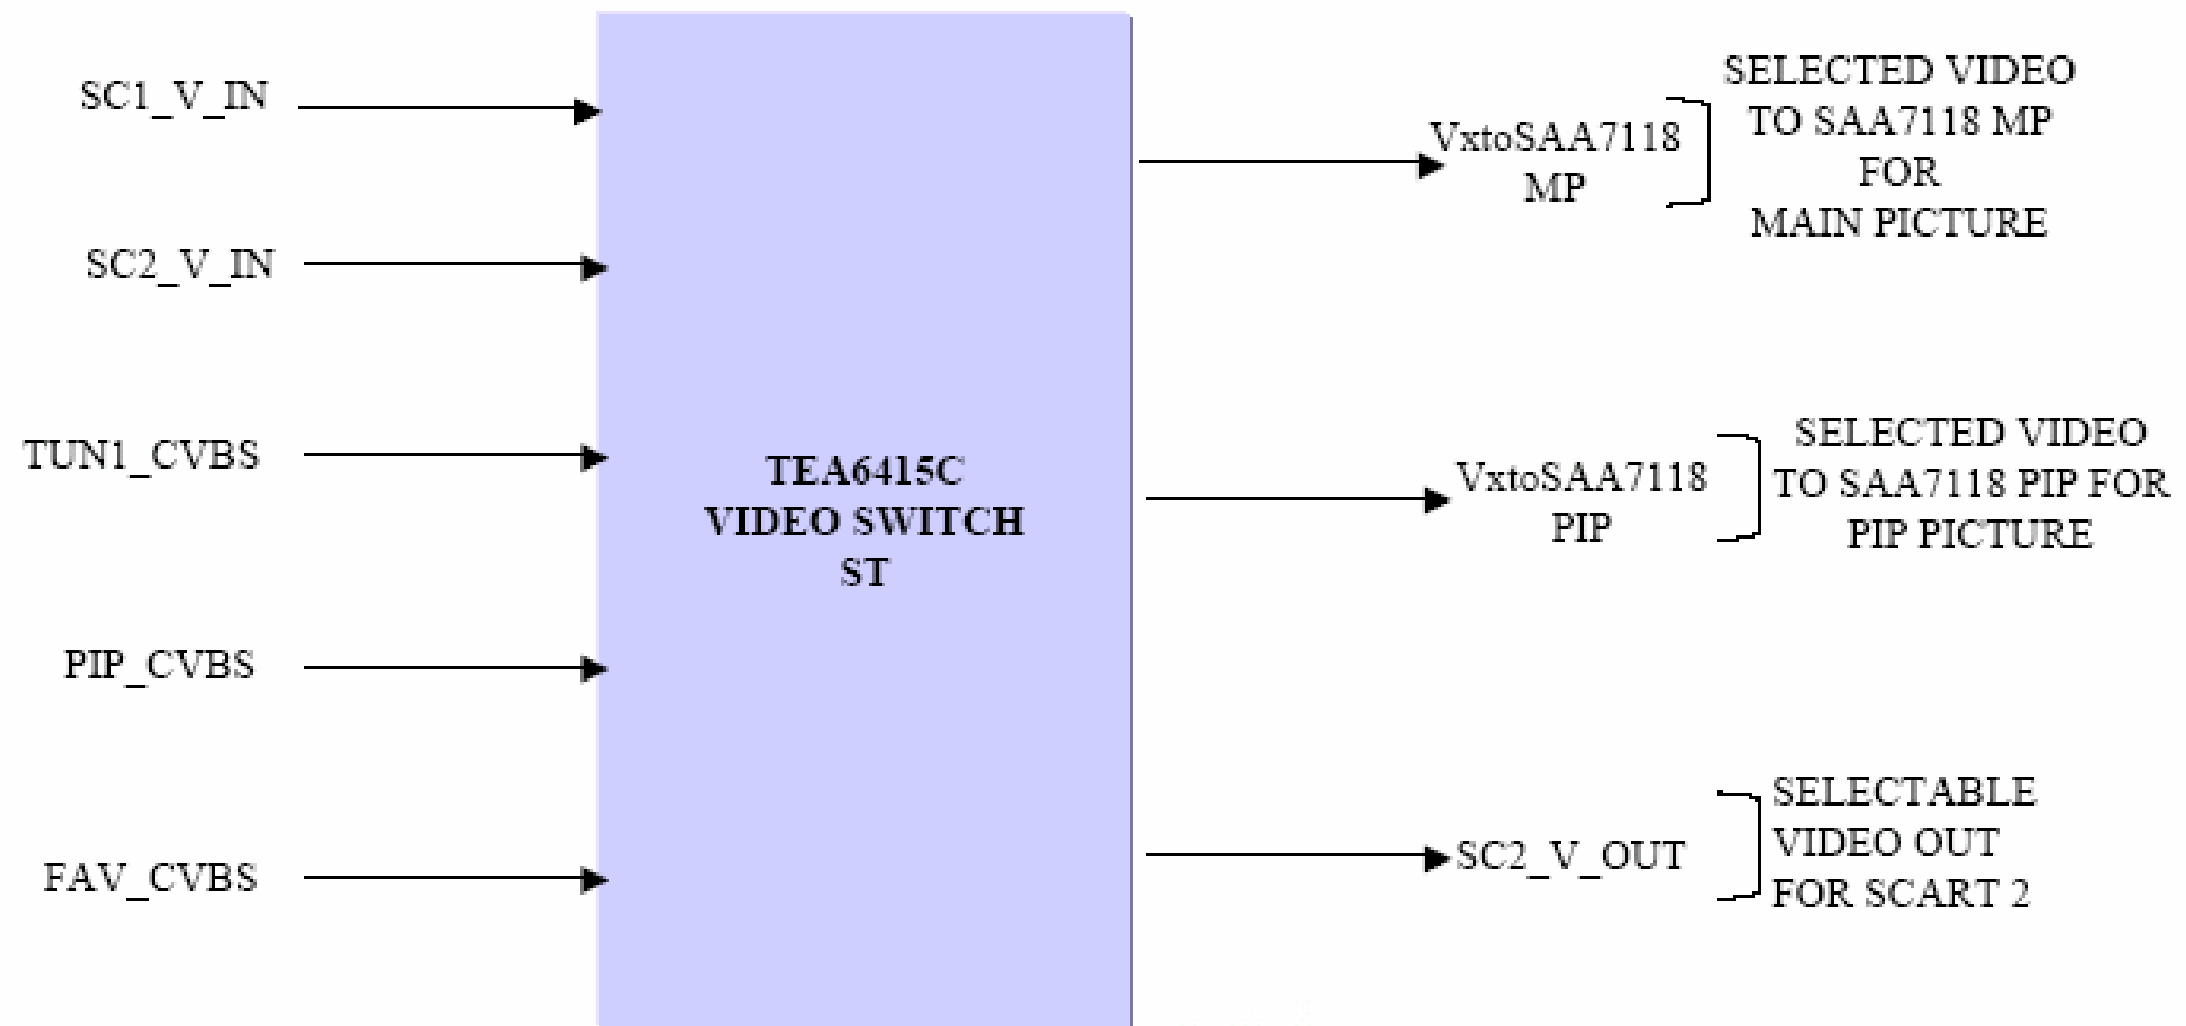 SC1_V_IN
SC2_V_IN
TUN1_CVBS
PIP_CVBS
FAV_CVBS
TEA6415C
VIDEO SWITCH
ST
VxtoSAA7118
MP
SELECTED VIDEO
TO SAA7118 MP
FOR
MAIN PICTURE
VxtoSAA7118
PIP
SELECTED VIDEO
TO SAA7118 PIP FOR
PIP PICTURE
SC2_V_OUT
SELECTABLE
VIDEO OUT
FOR SCART 2